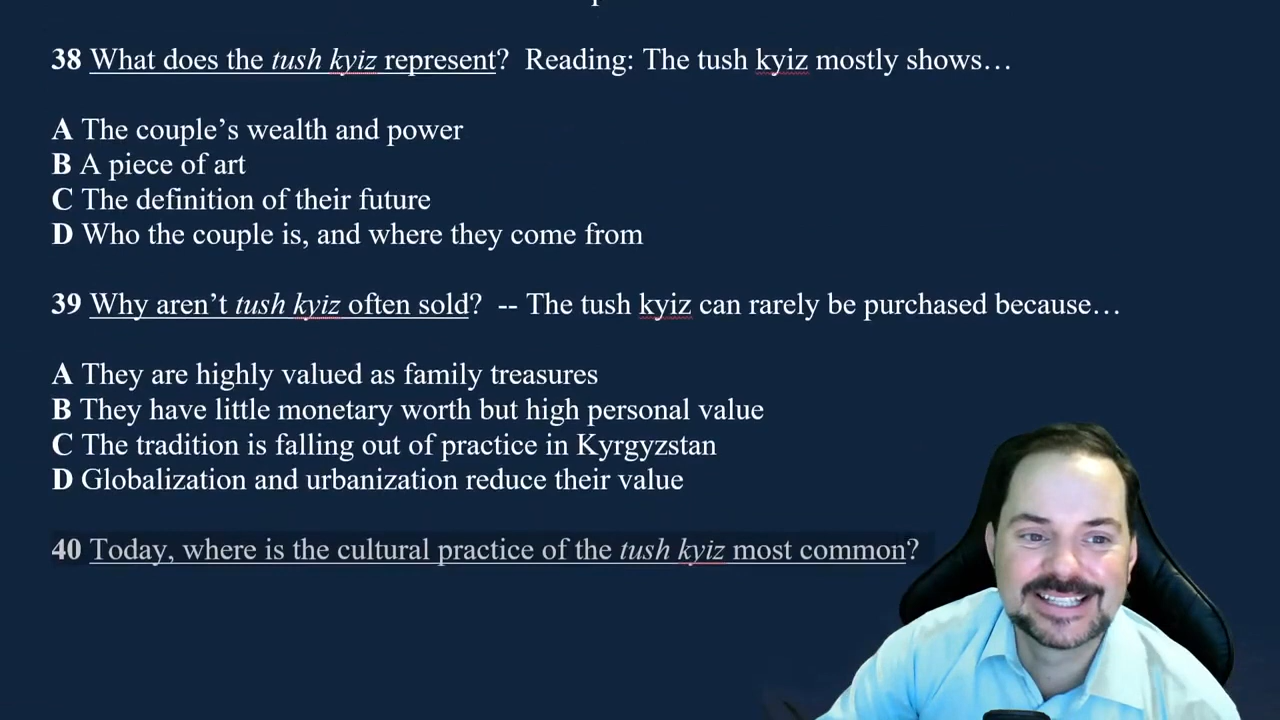 38 What does the tush kyiz represent? Reading: The tush kyiz mostly shows…
A The couple’s wealth and power
B A piece of art
C The definition of their future
D Who the couple is, and where they come from
39 Why aren’t tush kyiz often sold? -- The tush kyiz can rarely be purchased because…
A They are highly valued as family treasures
B They have little monetary worth but high personal value
C The tradition is falling out of practice in Kyrgyzstan
D Globalization and urbanization reduce their value
40 Today, where is the cultural practice of the tush kyiz most common?